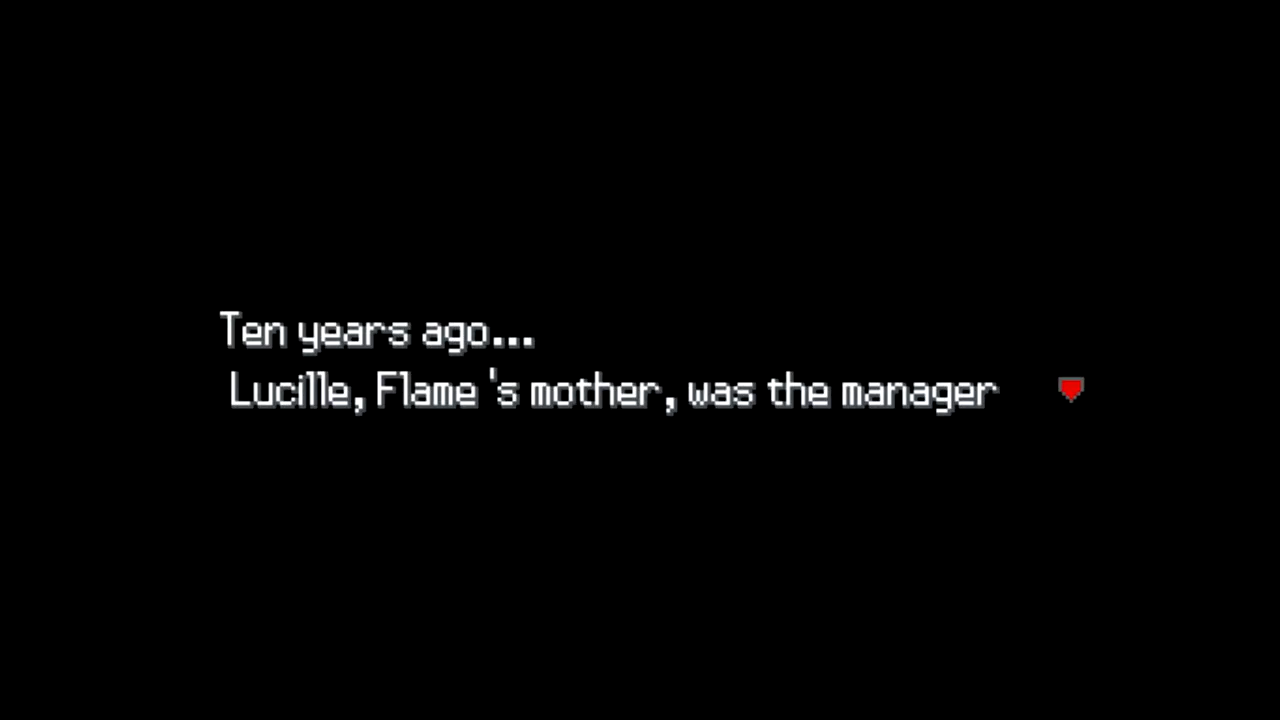 Ten years ago...
Lucille, Flame 's mother, was the manager